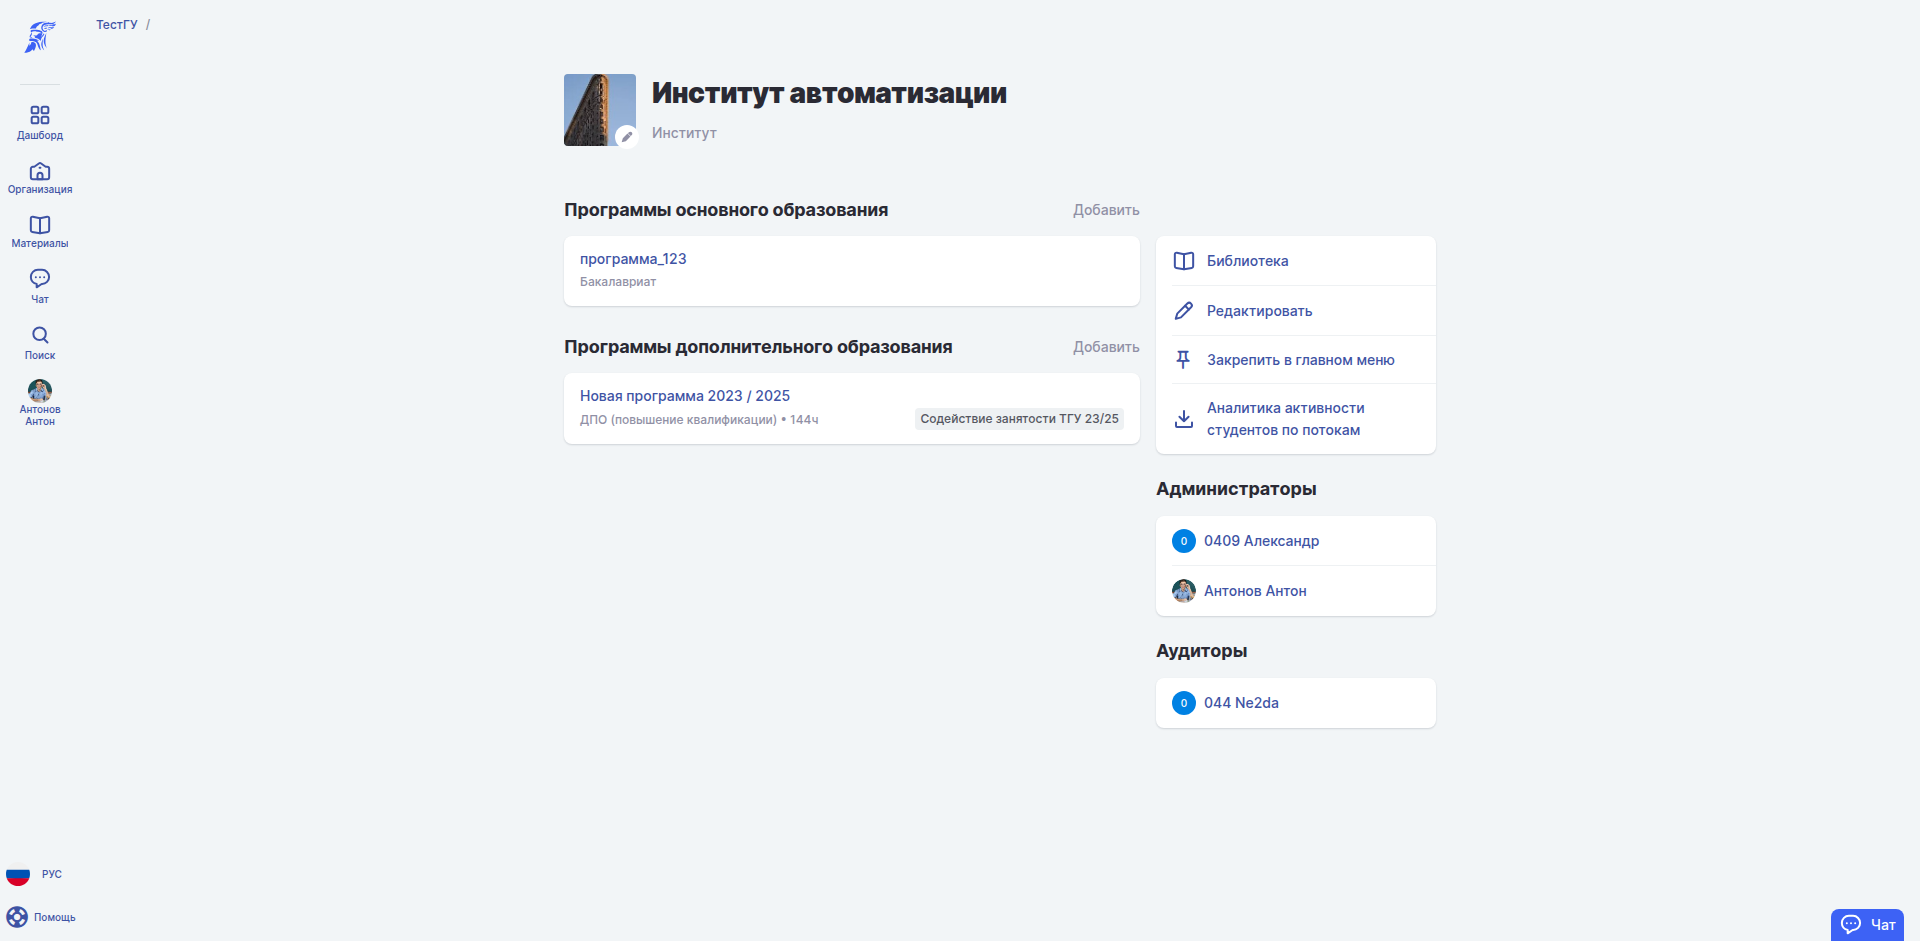 ТестГУ /
Дашборд
Организация
Материалы
Чат
Поиск
Антонов
Антон
РУС
Помощь
Институт автоматизации
Институт
Программы основного образования
Добавить
программа_123
Бакалавриат
Программы дополнительного образования
Добавить
Новая программа 2023 / 2025
ДПО (повышение квалификации) • 144ч
Содействие занятости ТГУ 23/25
Библиотека
Редактировать
Закрепить в главном меню
Аналитика активности
студентов по потокам
Администраторы
0 0409 Александр
Антонов Антон
Аудиторы
0 044 Ne2da
Чат